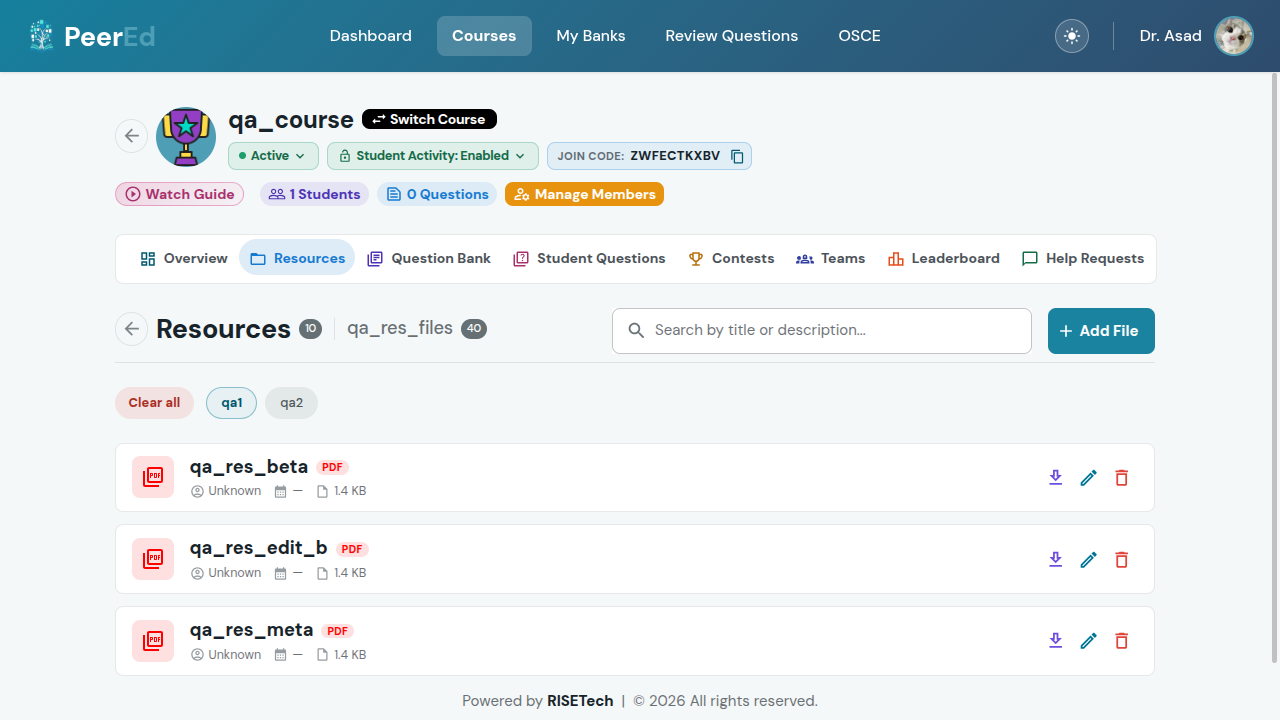 PeerEd
Dashboard
Courses
My Banks
Review Questions
OSCE
Dr. Asad
qa_course
Switch Course
Active
Student Activity: Enabled
JOIN CODE: ZWFECTKXBV
Watch Guide
1 Students
0 Questions
Manage Members
Overview
Resources
Question Bank
Student Questions
Contests
Teams
Leaderboard
Help Requests
Resources 10
qa_res_files 40
Search by title or description...
Add File
Clear all
qa1
qa2
PDF
qa_res_beta PDF
Unknown — 1.4 KB
PDF
qa_res_edit_b PDF
Unknown — 1.4 KB
PDF
qa_res_meta PDF
Unknown — 1.4 KB
Powered by RISETech | © 2026 All rights reserved.